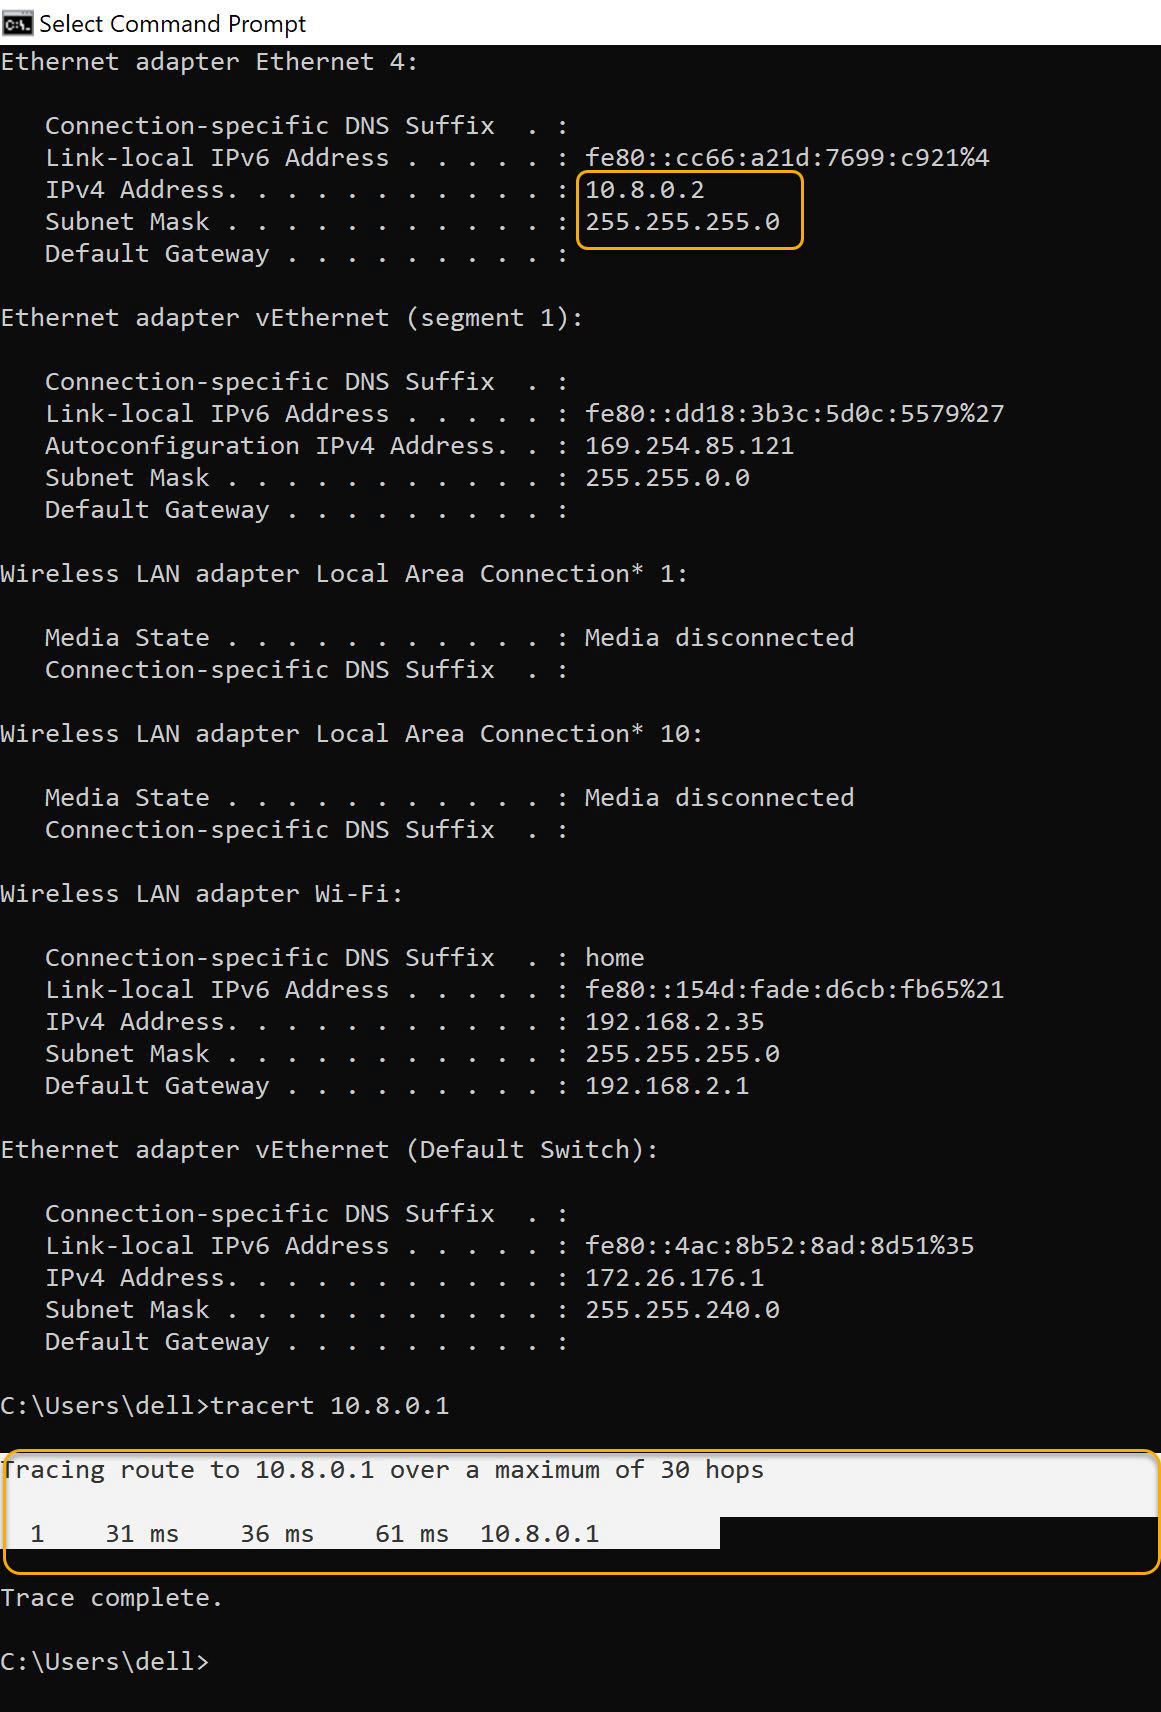 Select Command Prompt
Ethernet adapter Ethernet 4:
Connection-specific DNS Suffix  . :
Link-local IPv6 Address . . . . . : fe80::cc66:a21d:7699:c921%4
IPv4 Address. . . . . . . . . . . : 10.8.0.2
Subnet Mask . . . . . . . . . . . : 255.255.255.0
Default Gateway . . . . . . . . . :
Ethernet adapter vEthernet (segment 1):
Connection-specific DNS Suffix  . :
Link-local IPv6 Address . . . . . : fe80::dd18:3b3c:5d0c:5579%27
Autoconfiguration IPv4 Address. . : 169.254.85.121
Subnet Mask . . . . . . . . . . . : 255.255.0.0
Default Gateway . . . . . . . . . :
Wireless LAN adapter Local Area Connection* 1:
Media State . . . . . . . . . . . : Media disconnected
Connection-specific DNS Suffix  . :
Wireless LAN adapter Local Area Connection* 10:
Media State . . . . . . . . . . . : Media disconnected
Connection-specific DNS Suffix  . :
Wireless LAN adapter Wi-Fi:
Connection-specific DNS Suffix  . : home
Link-local IPv6 Address . . . . . : fe80::154d:fade:d6cb:fb65%21
IPv4 Address. . . . . . . . . . . : 192.168.2.35
Subnet Mask . . . . . . . . . . . : 255.255.255.0
Default Gateway . . . . . . . . . : 192.168.2.1
Ethernet adapter vEthernet (Default Switch):
Connection-specific DNS Suffix  . :
Link-local IPv6 Address . . . . . : fe80::4ac:8b52:8ad:8d51%35
IPv4 Address. . . . . . . . . . . : 172.26.176.1
Subnet Mask . . . . . . . . . . . : 255.255.240.0
Default Gateway . . . . . . . . . :
C:\Users\dell>tracert 10.8.0.1
Tracing route to 10.8.0.1 over a maximum of 30 hops
1    31 ms    36 ms    61 ms  10.8.0.1
Trace complete.
C:\Users\dell>